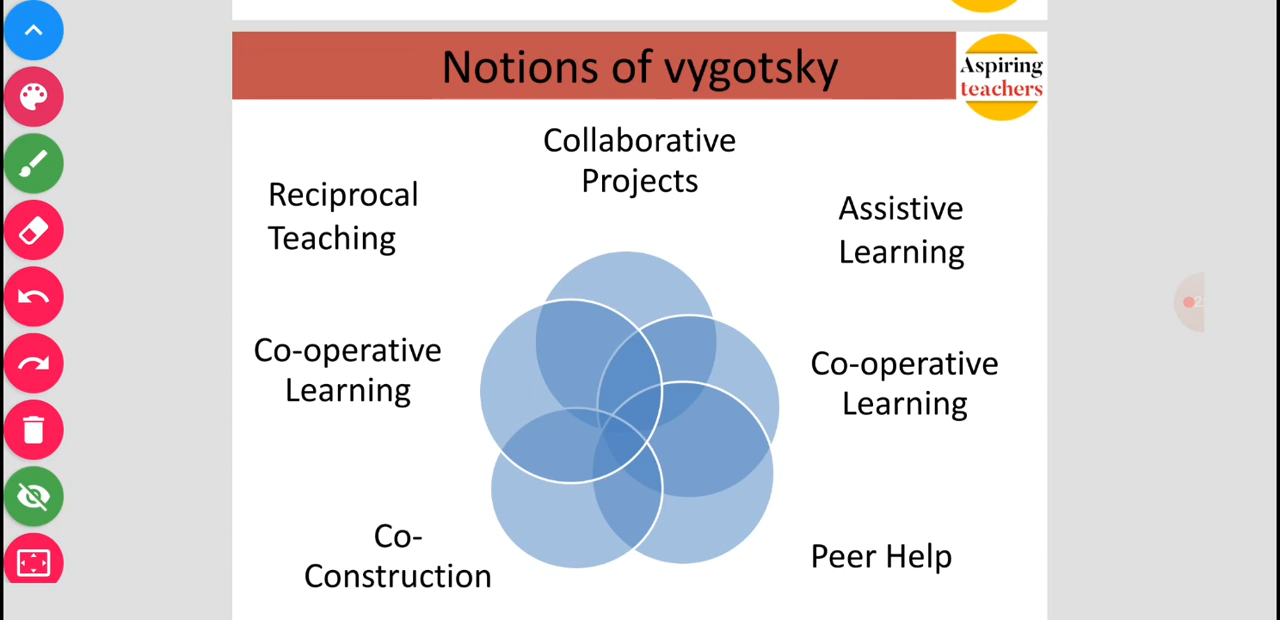 Notions of vygotsky
Aspiring
teachers
Collaborative
Projects
Reciprocal
Teaching
Assistive
Learning
Co-operative
Learning
Co-operative
Learning
Co-
Construction
Peer Help